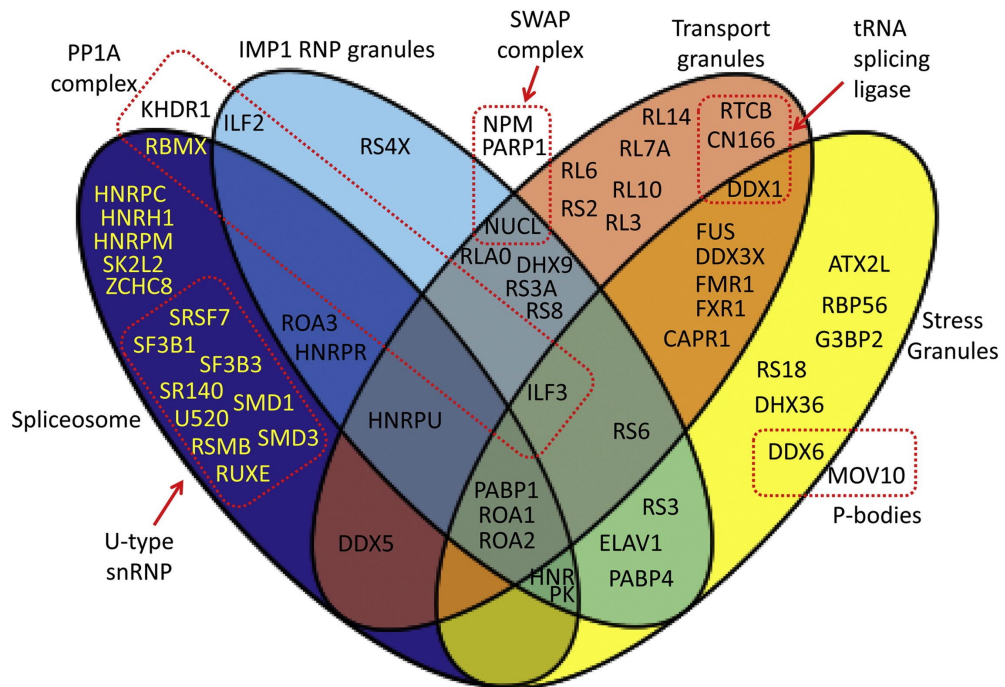 SWAP
complex
Transport
granules
tRNA
splicing
ligase
PP1A
complex
IMP1 RNP granules
KHDR1
ILF2
RBMX
RS4X
NPM
PARP1
RL14
RTCB
CN166
RL7A
RL6
RL10
DDX1
RS2
RL3
HNRPC
HNRH1
HNRPM
SK2L2
ZCHC8
NUCL
RLA0
DHX9
RS3A
RS8
FUS
DDX3X
FMR1
FXR1
CAPR1
ATX2L
RBP56
G3BP2
Stress
Granules
RS18
DHX36
DDX6
MOV10
P-bodies
SRSF7
SF3B1
SF3B3
SR140
SMD1
U520
SMD3
RSMB
RUXE
Spliceosome
U-type
snRNP
ROA3
HNRPR
HNRPU
ILF3
RS6
PABP1
ROA1
ROA2
RS3
ELAV1
PABP4
DDX5
HNR
PK